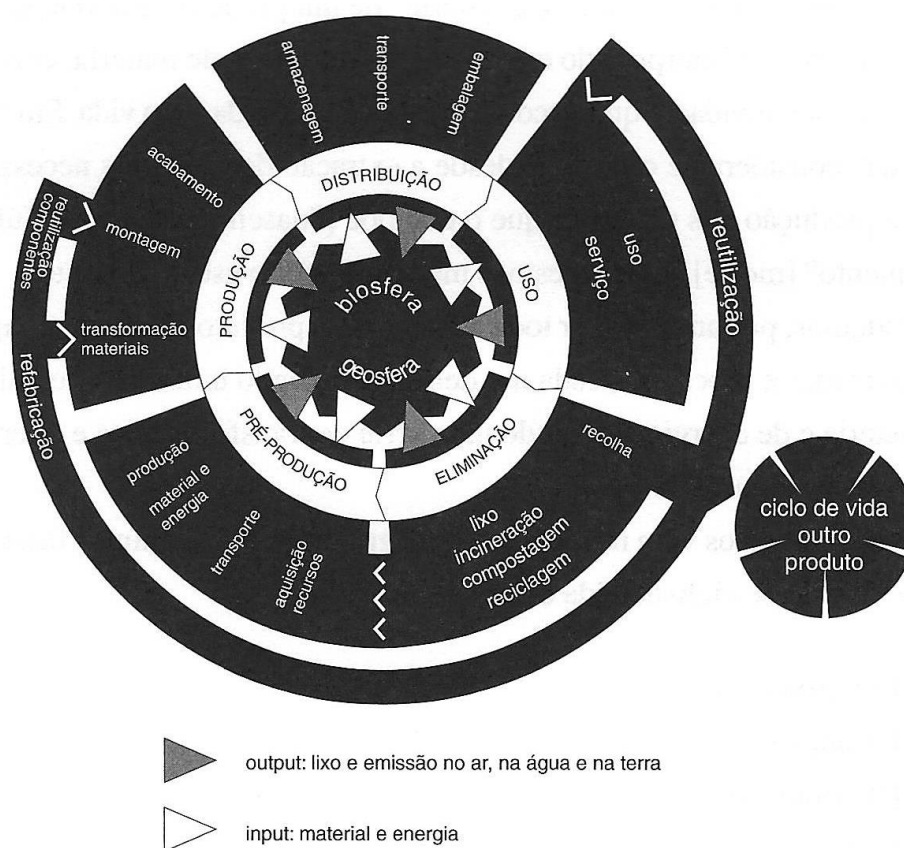 armazenagem
transporte
embalagem
acabamento
montagem
transformação
materiais
reutilização
componentes
refabricação
DISTRIBUIÇÃO
PRODUÇÃO
USO
PRÉ-PRODUÇÃO
ELIMINAÇÃO
biosfera
geosfera
uso
serviço
reutilização
recolha
produção
material e
energia
transporte
aquisição
recursos
lixo
incineração
compostagem
reciclagem
ciclo de vida
outro
produto
output: lixo e emissão no ar, na água e na terra
input: material e energia